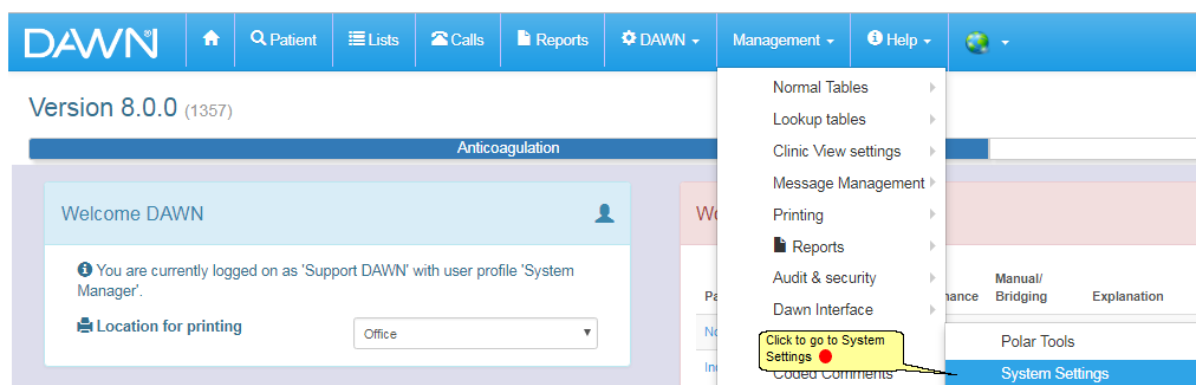 DAWN®
Patient
Lists
Calls
Reports
DAWN
Management
Help
Version 8.0.0 (1357)
Anticoagulation
Normal Tables
Lookup tables
Clinic View settings
Message Management
Printing
Reports
Audit & security
Dawn Interface
Coded Comments
Welcome DAWN
You are currently logged on as 'Support DAWN' with user profile 'System
Manager'.
Location for printing
Office
Manual/
Bridging
Explanation
Click to go to System
Settings
Polar Tools
System Settings